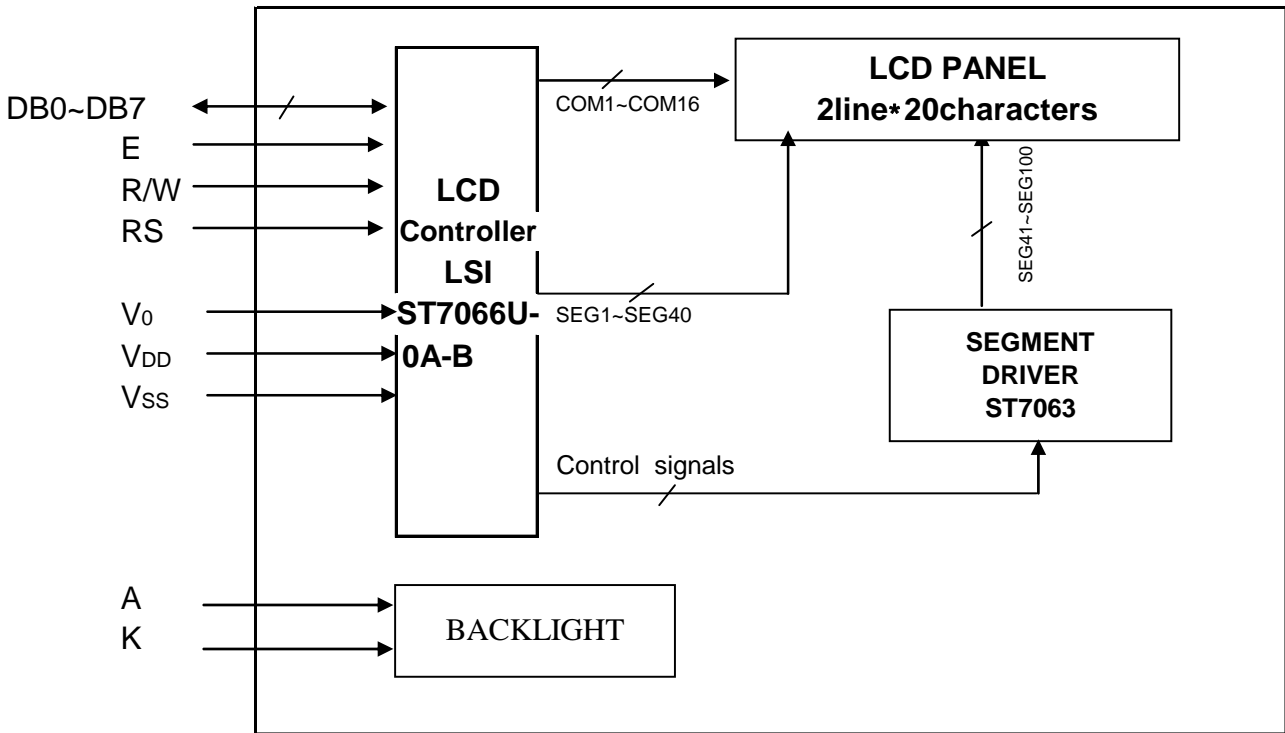 DB0~DB7
E
R/W
RS
V0
VDD
VSS
A
K
LCD
Controller
LSI
ST7066U-
0A-B
COM1~COM16
SEG1~SEG40
Control signals
LCD PANEL
2line*20characters
SEG41~SEG100
SEGMENT
DRIVER
ST7063
BACKLIGHT